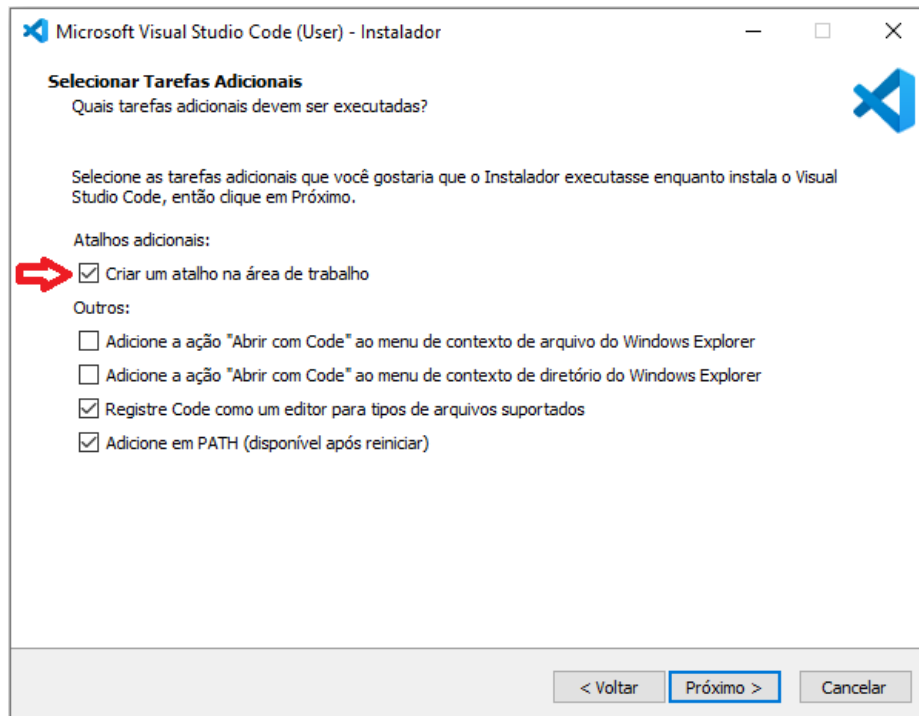 Microsoft Visual Studio Code (User) - Instalador
Selecionar Tarefas Adicionais
Quais tarefas adicionais devem ser executadas?
Selecione as tarefas adicionais que você gostaria que o Instalador executasse enquanto instala o Visual
Studio Code, então clique em Próximo.
Atalhos adicionais:
Criar um atalho na área de trabalho
Outros:
Adicione a ação "Abrir com Code" ao menu de contexto de arquivo do Windows Explorer
Adicione a ação "Abrir com Code" ao menu de contexto de diretório do Windows Explorer
Registre Code como um editor para tipos de arquivos suportados
Adicione em PATH (disponível após reiniciar)
< Voltar Próximo > Cancelar